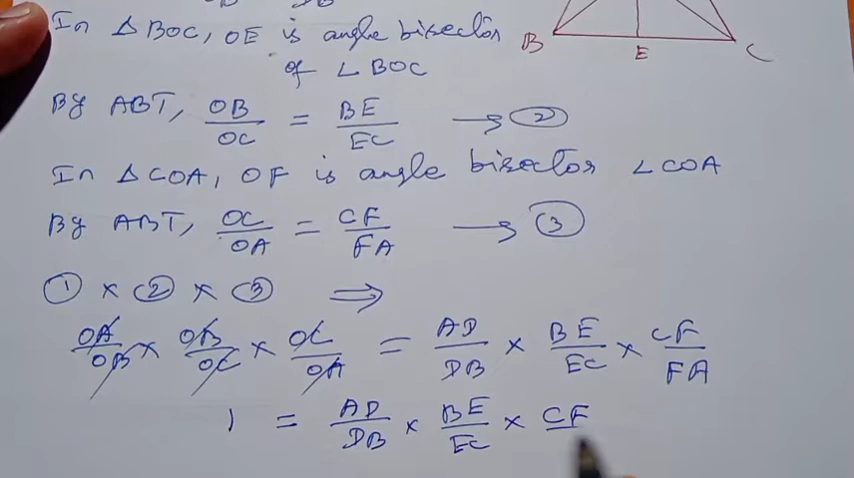 In △BOC, OE is angle bisector
of ∠BOC
B
E
C
By ABT, OB/OC = BE/EC → ②
In △COA, OF is angle bisector ∠COA
By ABT, OC/OA = CF/FA → ③
① × ② × ③ ⇒
OA/OB × OB/OC × OC/OA = AD/DB × BE/EC × CF/FA
1 = AD/DB × BE/EC × CF